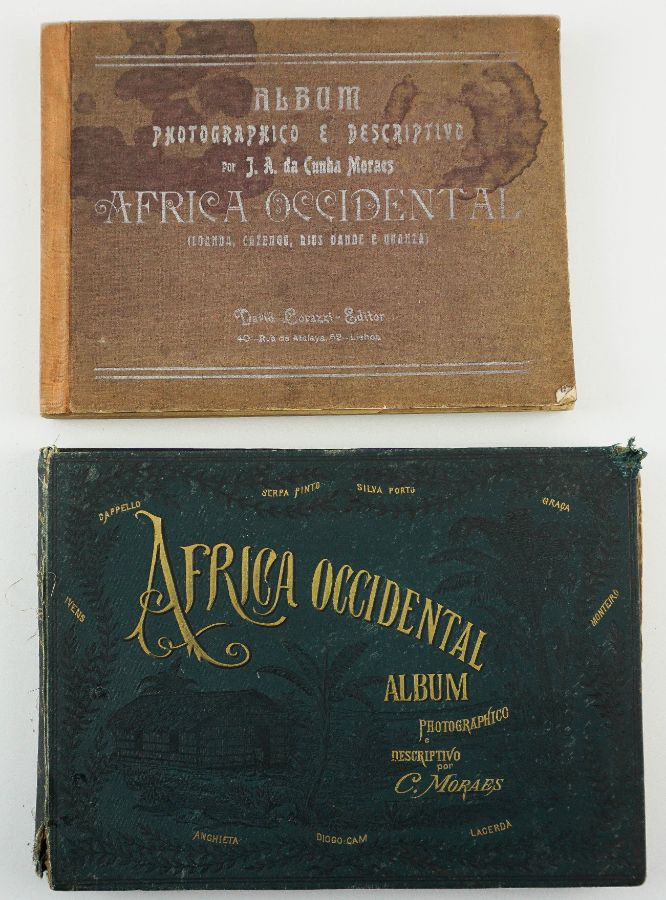 ALBUM
PHOTOGRAPHICO E DESCRIPTIVO
POR J. A. da Cunha Moraes
AFRICA OCCIDENTAL
(LOANDA, CAZENGO, RIOS DANDE E QUANZA)
David Corazzi - Editor
40 - Rua da Atalaya, 52 - Lisboa
CAPPELLO
SERPA PINTO
SILVA PORTO
GRAÇA
IVENS
MONTEIRO
AFRICA OCCIDENTAL
ALBUM
PHOTOGRAPHICO
e
DESCRIPTIVO
por
C. MORAES
ANCHIETA
DIOGO-CAM
LACERDA